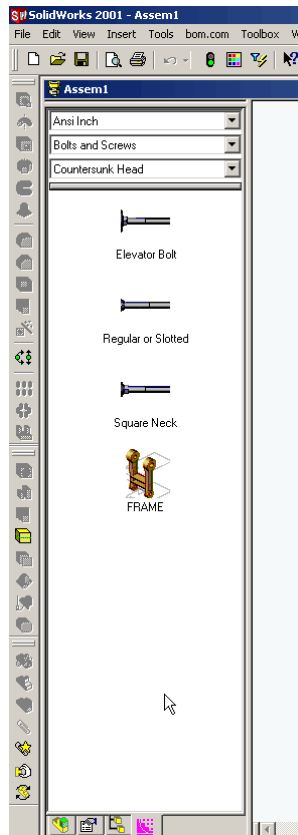 SolidWorks 2001 - Assem1
File Edit View Insert Tools bom.com Toolbox
Assem1
Ansi Inch
Bolts and Screws
Countersunk Head
Elevator Bolt
Regular or Slotted
Square Neck
FRAME